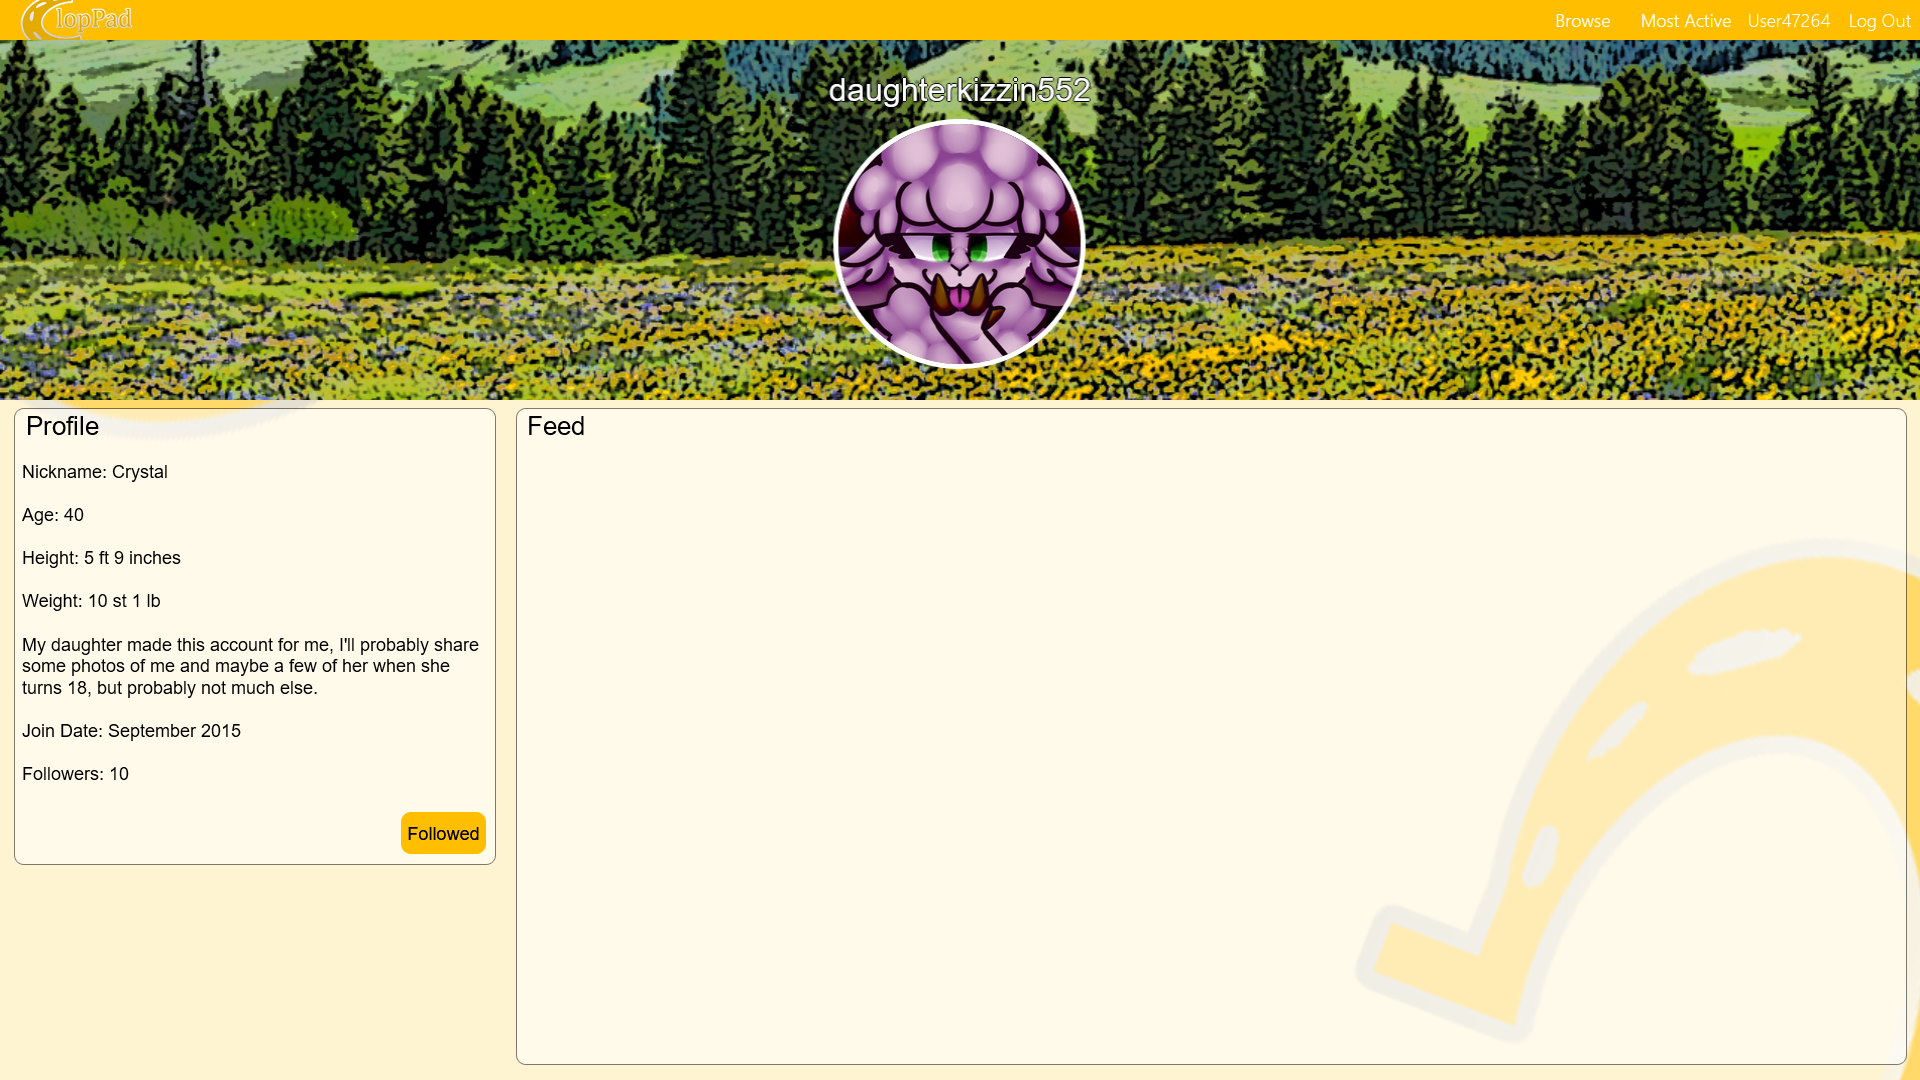 lopPad
Browse
Most Active
User47264
Log Out
daughterkizzin552
Profile
Nickname: Crystal
Age: 40
Height: 5 ft 9 inches
Weight: 10 st 1 lb
My daughter made this account for me, I'll probably share
some photos of me and maybe a few of her when she
turns 18, but probably not much else.
Join Date: September 2015
Followers: 10
Followed
Feed